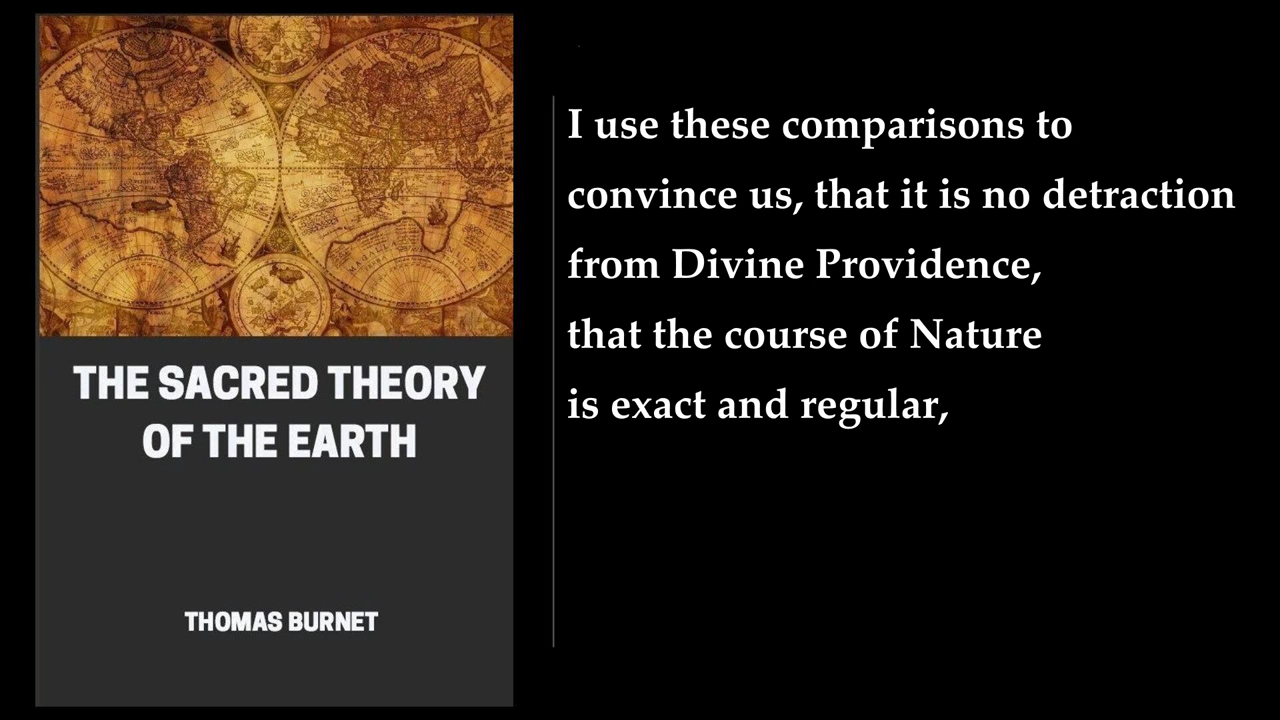 THE SACRED THEORY
OF THE EARTH
THOMAS BURNET
I use these comparisons to
convince us, that it is no detraction
from Divine Providence,
that the course of Nature
is exact and regular,